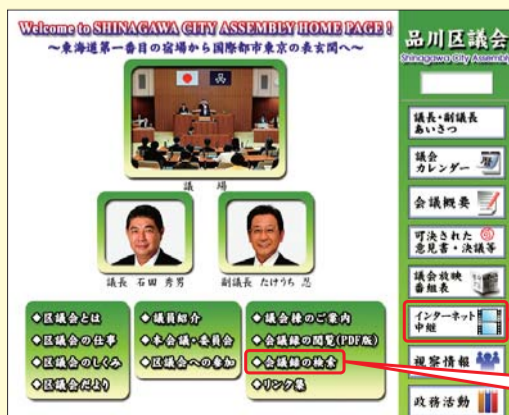 Welcome to SHINAGAWA CITY ASSEMBLY HOME PAGE !
～東海道第一番目の宿場から国際都市東京の表玄関へ～
議　場
議長 石田 秀男
副議長 たけうち 忍
◆区議会とは
◆区議会の仕事
◆区議会のしくみ
◆区議会だより
◆議員紹介
◆本会議・委員会
◆区議会への参加
◆議会棟のご案内
◆会議録の閲覧(PDF版)
◆会議録の検索
◆リンク集
品川区議会
Shinagawa City Assembly
議長・副議長
あいさつ
議会
カレンダー
会議概要
可決された
意見書・決議等
議会放映
番組表
インターネット
中継
視察情報
政務活動